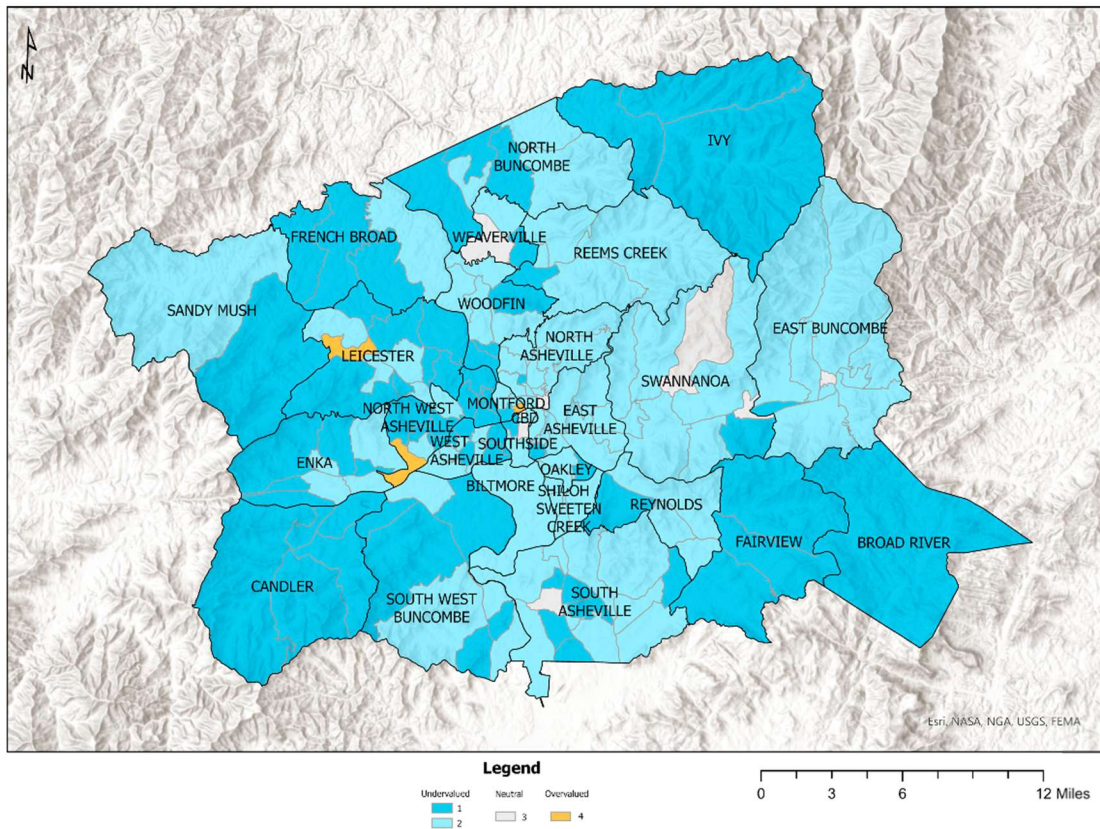 N
IVY
NORTH
BUNCOMBE
FRENCH BROAD
WEAVERVILLE
REEMS CREEK
SANDY MUSH
WOODFIN
EAST BUNCOMBE
NORTH
ASHEVILLE
LEICESTER
SWANNANOA
MONTFORD
CBD
NORTH WEST
ASHEVILLE
EAST
ASHEVILLE
WEST
ASHEVILLE
SOUTHSIDE
ENKA
OAKLEY
BILTMORE
SHILOH
SWEETEN
CREEK
REYNOLDS
FAIRVIEW
BROAD RIVER
CANDLER
SOUTH WEST
BUNCOMBE
SOUTH
ASHEVILLE
Esri, NASA, NGA, USGS, FEMA
Legend
Undervalued Neutral Overvalued
1 3 4
2
0 3 6 12 Miles